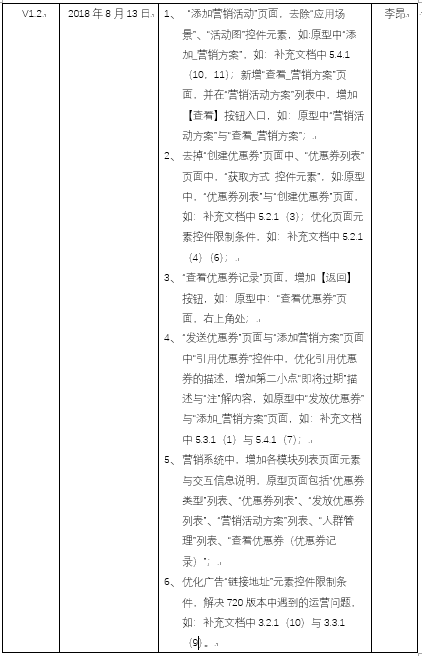 V1.2 2018年8月13日 1、 “添加营销活动”页面，去除“应用场 李昂
景”、“活动图”控件元素，如:原型中“添
加_营销方案”，如：补充文档中 5.4.1
（10，11）；新增“查看_营销方案”页
面，并在“营销活动方案”列表中，增加
【查看】按钮入口，如：原型中“营销活
动方案”与“查看_营销方案”；
2、 去掉“创建优惠券”页面中、“优惠券列表”
页面中，“获取方式 控件元素”，如:原型
中，“优惠券列表”与“创建优惠券”页面，
如：补充文档中 5.2.1（3）；优化页面元
素控件限制条件，如：补充文档中 5.2.1
（4）（6）；
3、 “查看优惠券记录”页面，增加【返回】
按钮，如：原型中：“查看优惠券”页
面，右上角处；
4、 “发送优惠券”页面与“添加营销方案”页面
中“引用优惠券”控件中，优化引用优惠
券的描述，增加第二小点“即将过期”描
述与“注”解内容，如原型中“发放优惠券”
与“添加_营销方案”页面，如：补充文档
中 5.3.1（1）与 5.4.1（7）；
5、 营销系统中，增加各模块列表页面元素
与交互信息说明，原型页面包括“优惠券
类型”列表、“优惠券列表”、“发放优惠券
列表”、“营销活动方案”列表、“人群管
理”列表、“查看优惠券（优惠券记
录）”；
6、 优化广告“链接地址”元素控件限制条
件，解决 720 版本中遇到的运营问题，
如：补充文档中 3.2.1（10）与 3.3.1
（9）。